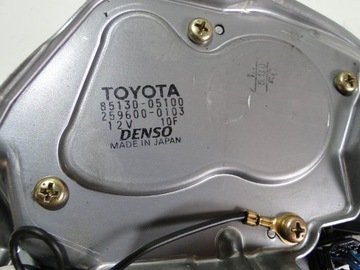 TOYOTA
85130-05100
259600-0103
12V 10F
DENSO
MADE IN JAPAN